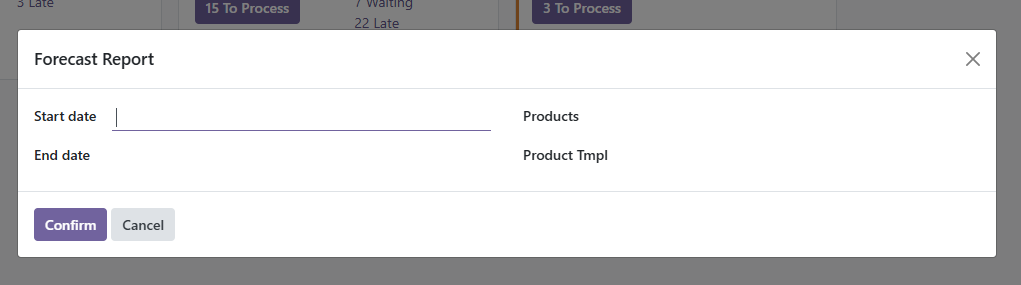 3 Late
15 To Process
7 Waiting
22 Late
3 To Process
Forecast Report
Start date
Products
End date
Product Tmpl
Confirm
Cancel